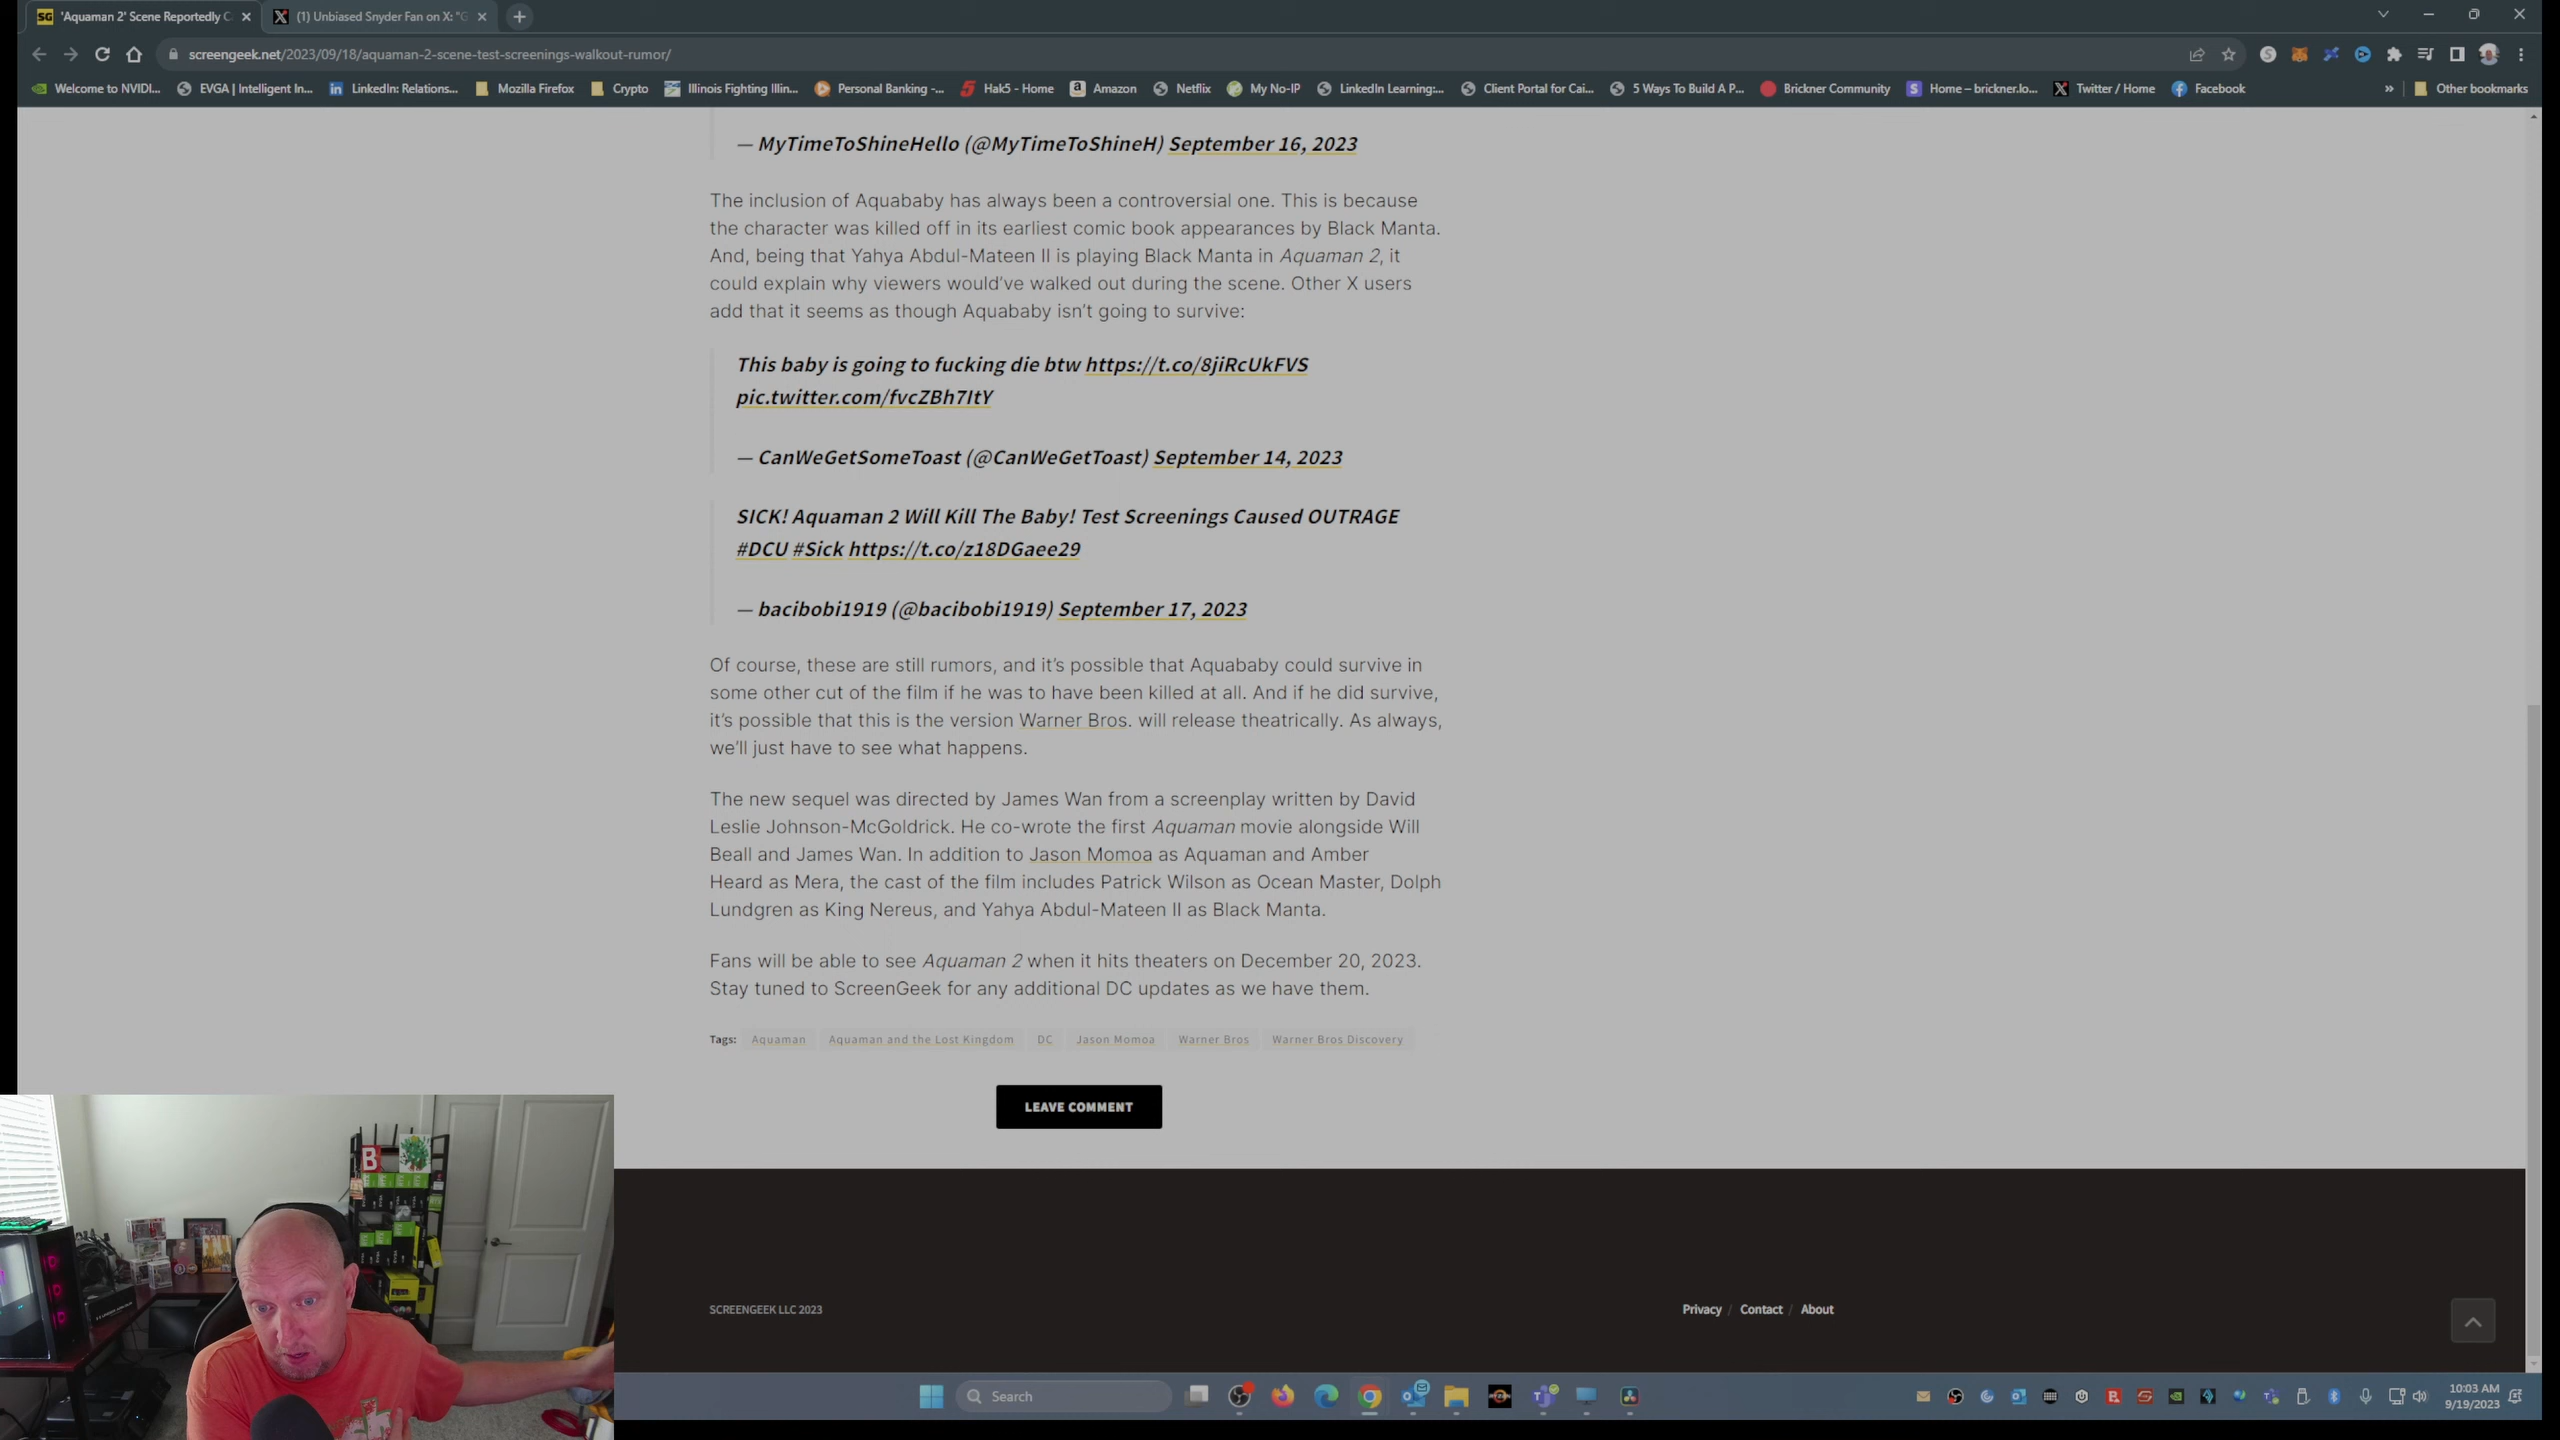 'Aquaman 2' Scene Reportedly C
(1) Unbiased Snyder Fan on X: "G
screengeek.net/2023/09/18/aquaman-2-scene-test-screenings-walkout-rumor/
Welcome to NVIDI... EVGA | Intelligent In... LinkedIn: Relations... Mozilla Firefox Crypto Illinois Fighting Illin... Personal Banking -... Hak5 - Home Amazon Netflix My No-IP LinkedIn Learning:... Client Portal for Cai... 5 Ways To Build A P... Brickner Community Home – brickner.lo... Twitter / Home Facebook » Other bookmarks
— MyTimeToShineHello (@MyTimeToShineH) September 16, 2023
The inclusion of Aquababy has always been a controversial one. This is because
the character was killed off in its earliest comic book appearances by Black Manta.
And, being that Yahya Abdul-Mateen II is playing Black Manta in Aquaman 2, it
could explain why viewers would’ve walked out during the scene. Other X users
add that it seems as though Aquababy isn’t going to survive:
This baby is going to fucking die btw https://t.co/8jiRcUkFVS
pic.twitter.com/fvcZBh7ItY
— CanWeGetSomeToast (@CanWeGetToast) September 14, 2023
SICK! Aquaman 2 Will Kill The Baby! Test Screenings Caused OUTRAGE
#DCU #Sick https://t.co/z18DGaee29
— bacibobi1919 (@bacibobi1919) September 17, 2023
Of course, these are still rumors, and it’s possible that Aquababy could survive in
some other cut of the film if he was to have been killed at all. And if he did survive,
it’s possible that this is the version Warner Bros. will release theatrically. As always,
we’ll just have to see what happens.
The new sequel was directed by James Wan from a screenplay written by David
Leslie Johnson-McGoldrick. He co-wrote the first Aquaman movie alongside Will
Beall and James Wan. In addition to Jason Momoa as Aquaman and Amber
Heard as Mera, the cast of the film includes Patrick Wilson as Ocean Master, Dolph
Lundgren as King Nereus, and Yahya Abdul-Mateen II as Black Manta.
Fans will be able to see Aquaman 2 when it hits theaters on December 20, 2023.
Stay tuned to ScreenGeek for any additional DC updates as we have them.
Tags: Aquaman Aquaman and the Lost Kingdom DC Jason Momoa Warner Bros Warner Bros Discovery
LEAVE COMMENT
B
SCREENGEEK LLC 2023
Privacy / Contact / About
Search
10:03 AM
9/19/2023